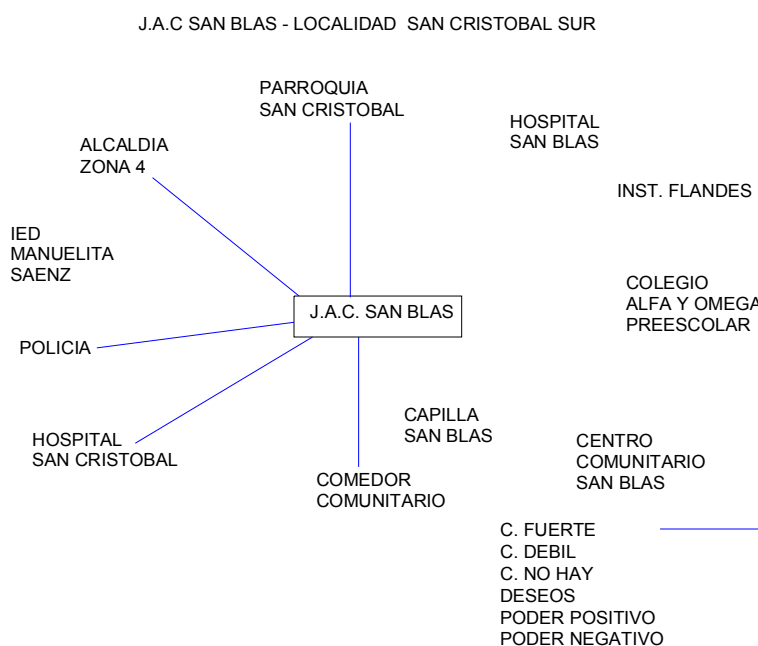 J.A.C SAN BLAS - LOCALIDAD SAN CRISTOBAL SUR
PARROQUIA
SAN CRISTOBAL
HOSPITAL
SAN BLAS
ALCALDIA
ZONA 4
INST. FLANDES
IED
MANUELITA
SAENZ
COLEGIO
ALFA Y OMEGA
PREESCOLAR
J.A.C. SAN BLAS
POLICIA
CAPILLA
SAN BLAS
HOSPITAL
SAN CRISTOBAL
CENTRO
COMUNITARIO
SAN BLAS
COMEDOR
COMUNITARIO
C. FUERTE
C. DEBIL
C. NO HAY
DESEOS
PODER POSITIVO
PODER NEGATIVO